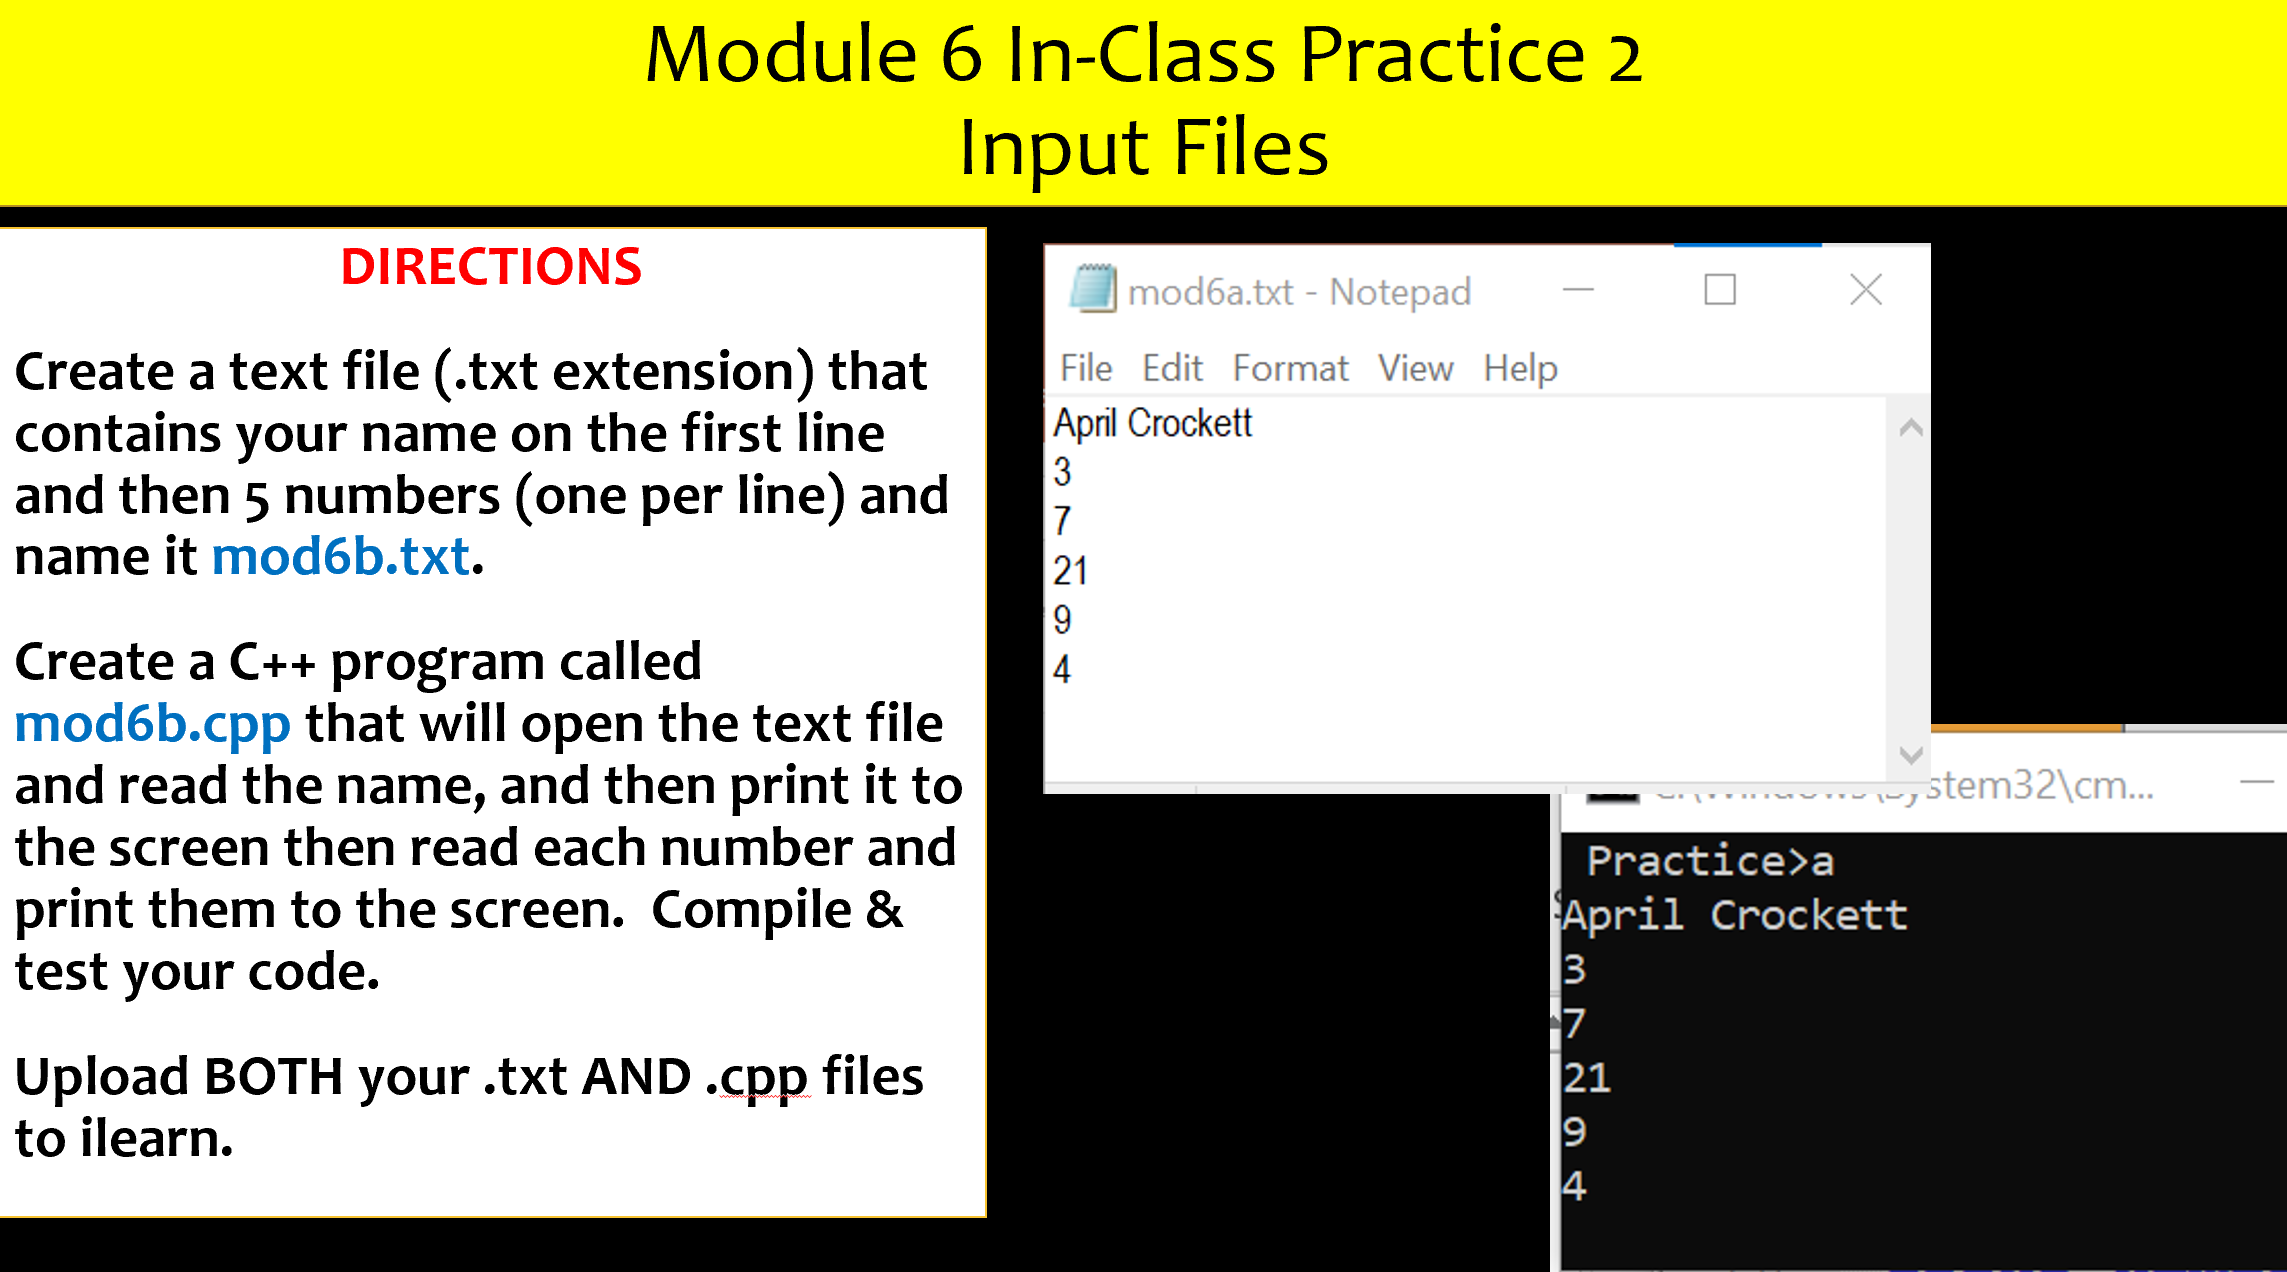 Module 6 In-Class Practice 2
Input Files
DIRECTIONS
Create a text file (.txt extension) that
contains your name on the first line
and then 5 numbers (one per line) and
name it mod6b.txt.
Create a C++ program called
mod6b.cpp that will open the text file
and read the name, and then print it to
the screen then read each number and
print them to the screen.  Compile &
test your code.
Upload BOTH your .txt AND .cpp files
to ilearn.
mod6a.txt - Notepad
File Edit Format View Help
April Crockett
3
7
21
9
4
C:\Windows\System32\cm...
Practice>a
April Crockett
3
7
21
9
4